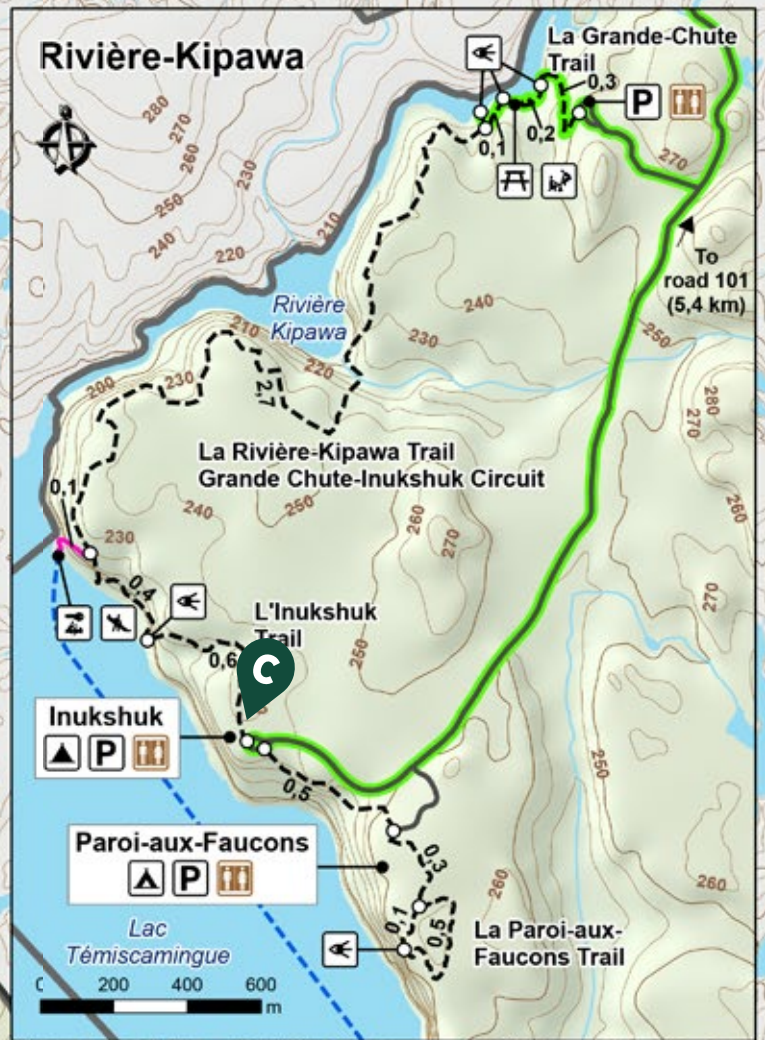 Rivière-Kipawa
La Grande-Chute
Trail
0,3
P
0,1
0,2
280
270
260
250
240
230
220
210
270
To
road 101
(5,4 km)
250
Rivière
Kipawa
240
230
210
220
200
230
2,7
280
270
260
La Rivière-Kipawa Trail
Grande Chute-Inukshuk Circuit
240
250
260
270
0,1
230
0,4
L'Inukshuk
Trail
0,6
250
270
C
Inukshuk
P
0,5
250
Paroi-aux-Faucons
P
0,3
260
260
0,1
0,5
La Paroi-aux-
Faucons Trail
Lac
Témiscamingue
0 200 400 600
m